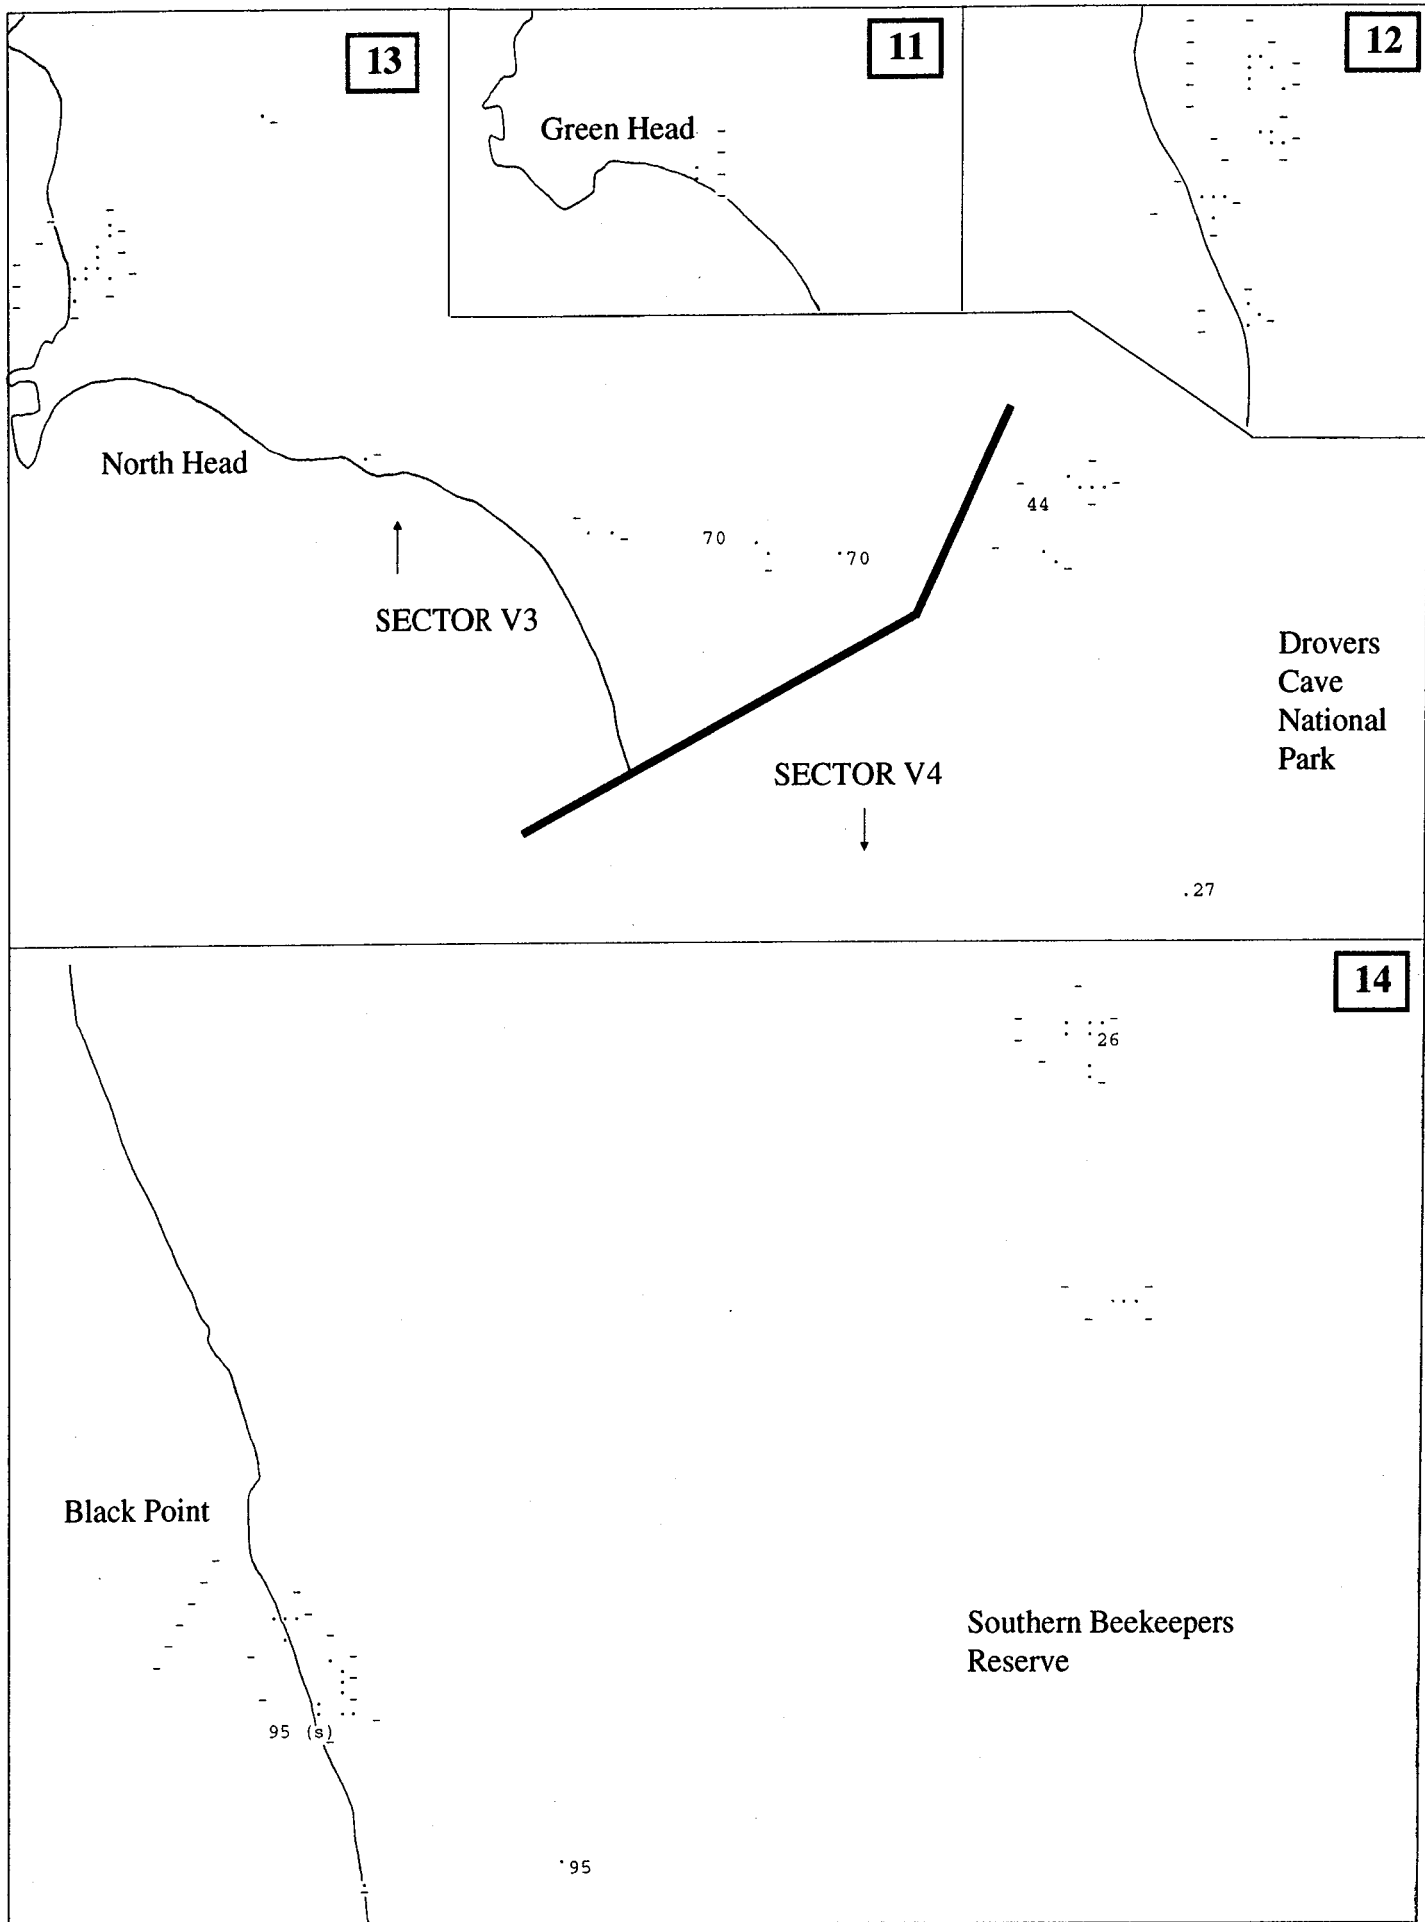 13
11
12
Green Head
North Head
44
70
70
SECTOR V3
Drovers
Cave
National
Park
SECTOR V4
.27
14
26
Black Point
Southern Beekeepers
Reserve
95 (s)
95